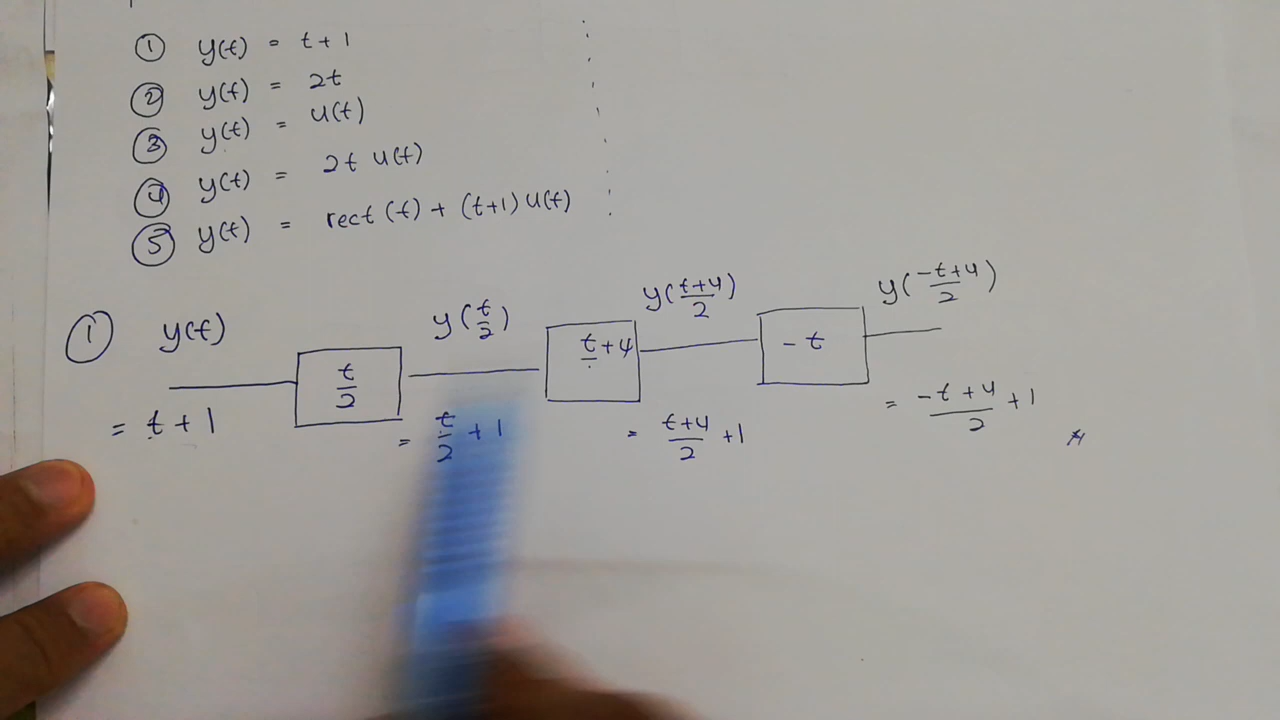 ① y(t) = t + 1
② y(t) = 2t
③ y(t) = u(t)
④ y(t) = 2t u(t)
⑤ y(t) = rect (t) + (t+1) u(t)
① y(t) y(t/2) y((t+4)/2) y((-t+4)/2)
t/2 t+4 -t
= t + 1 = t/2 + 1 = (t+4)/2 + 1 = (-t+4)/2 + 1